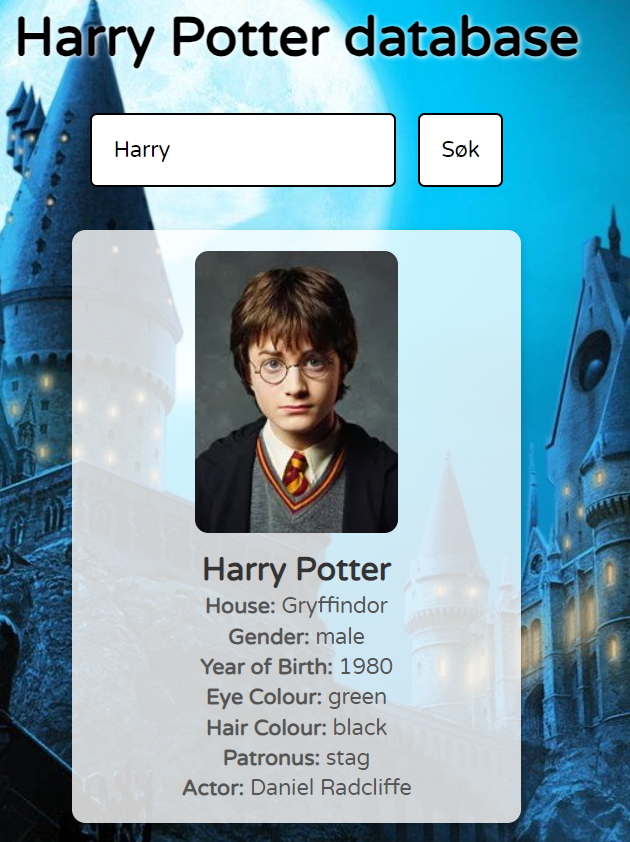 Harry Potter database
Harry
Søk
Harry Potter
House: Gryffindor
Gender: male
Year of Birth: 1980
Eye Colour: green
Hair Colour: black
Patronus: stag
Actor: Daniel Radcliffe